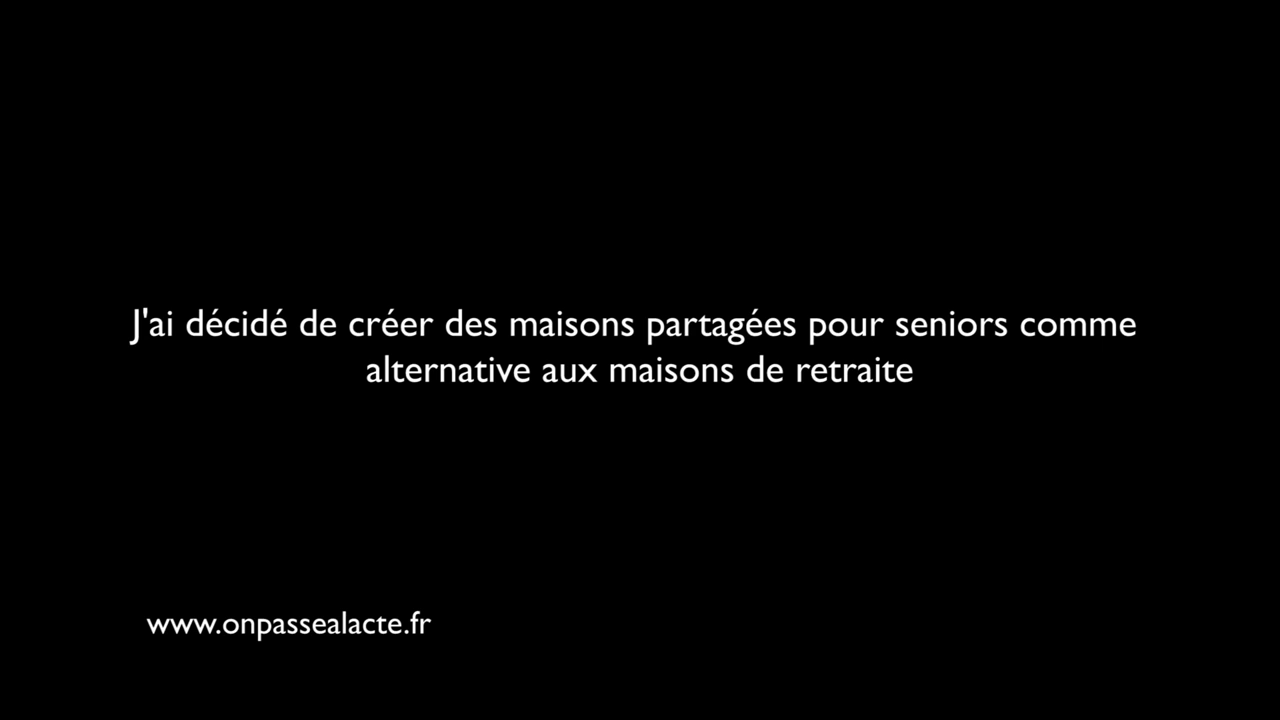 J'ai décidé de créer des maisons partagées pour seniors comme
alternative aux maisons de retraite
www.onpassealacte.fr